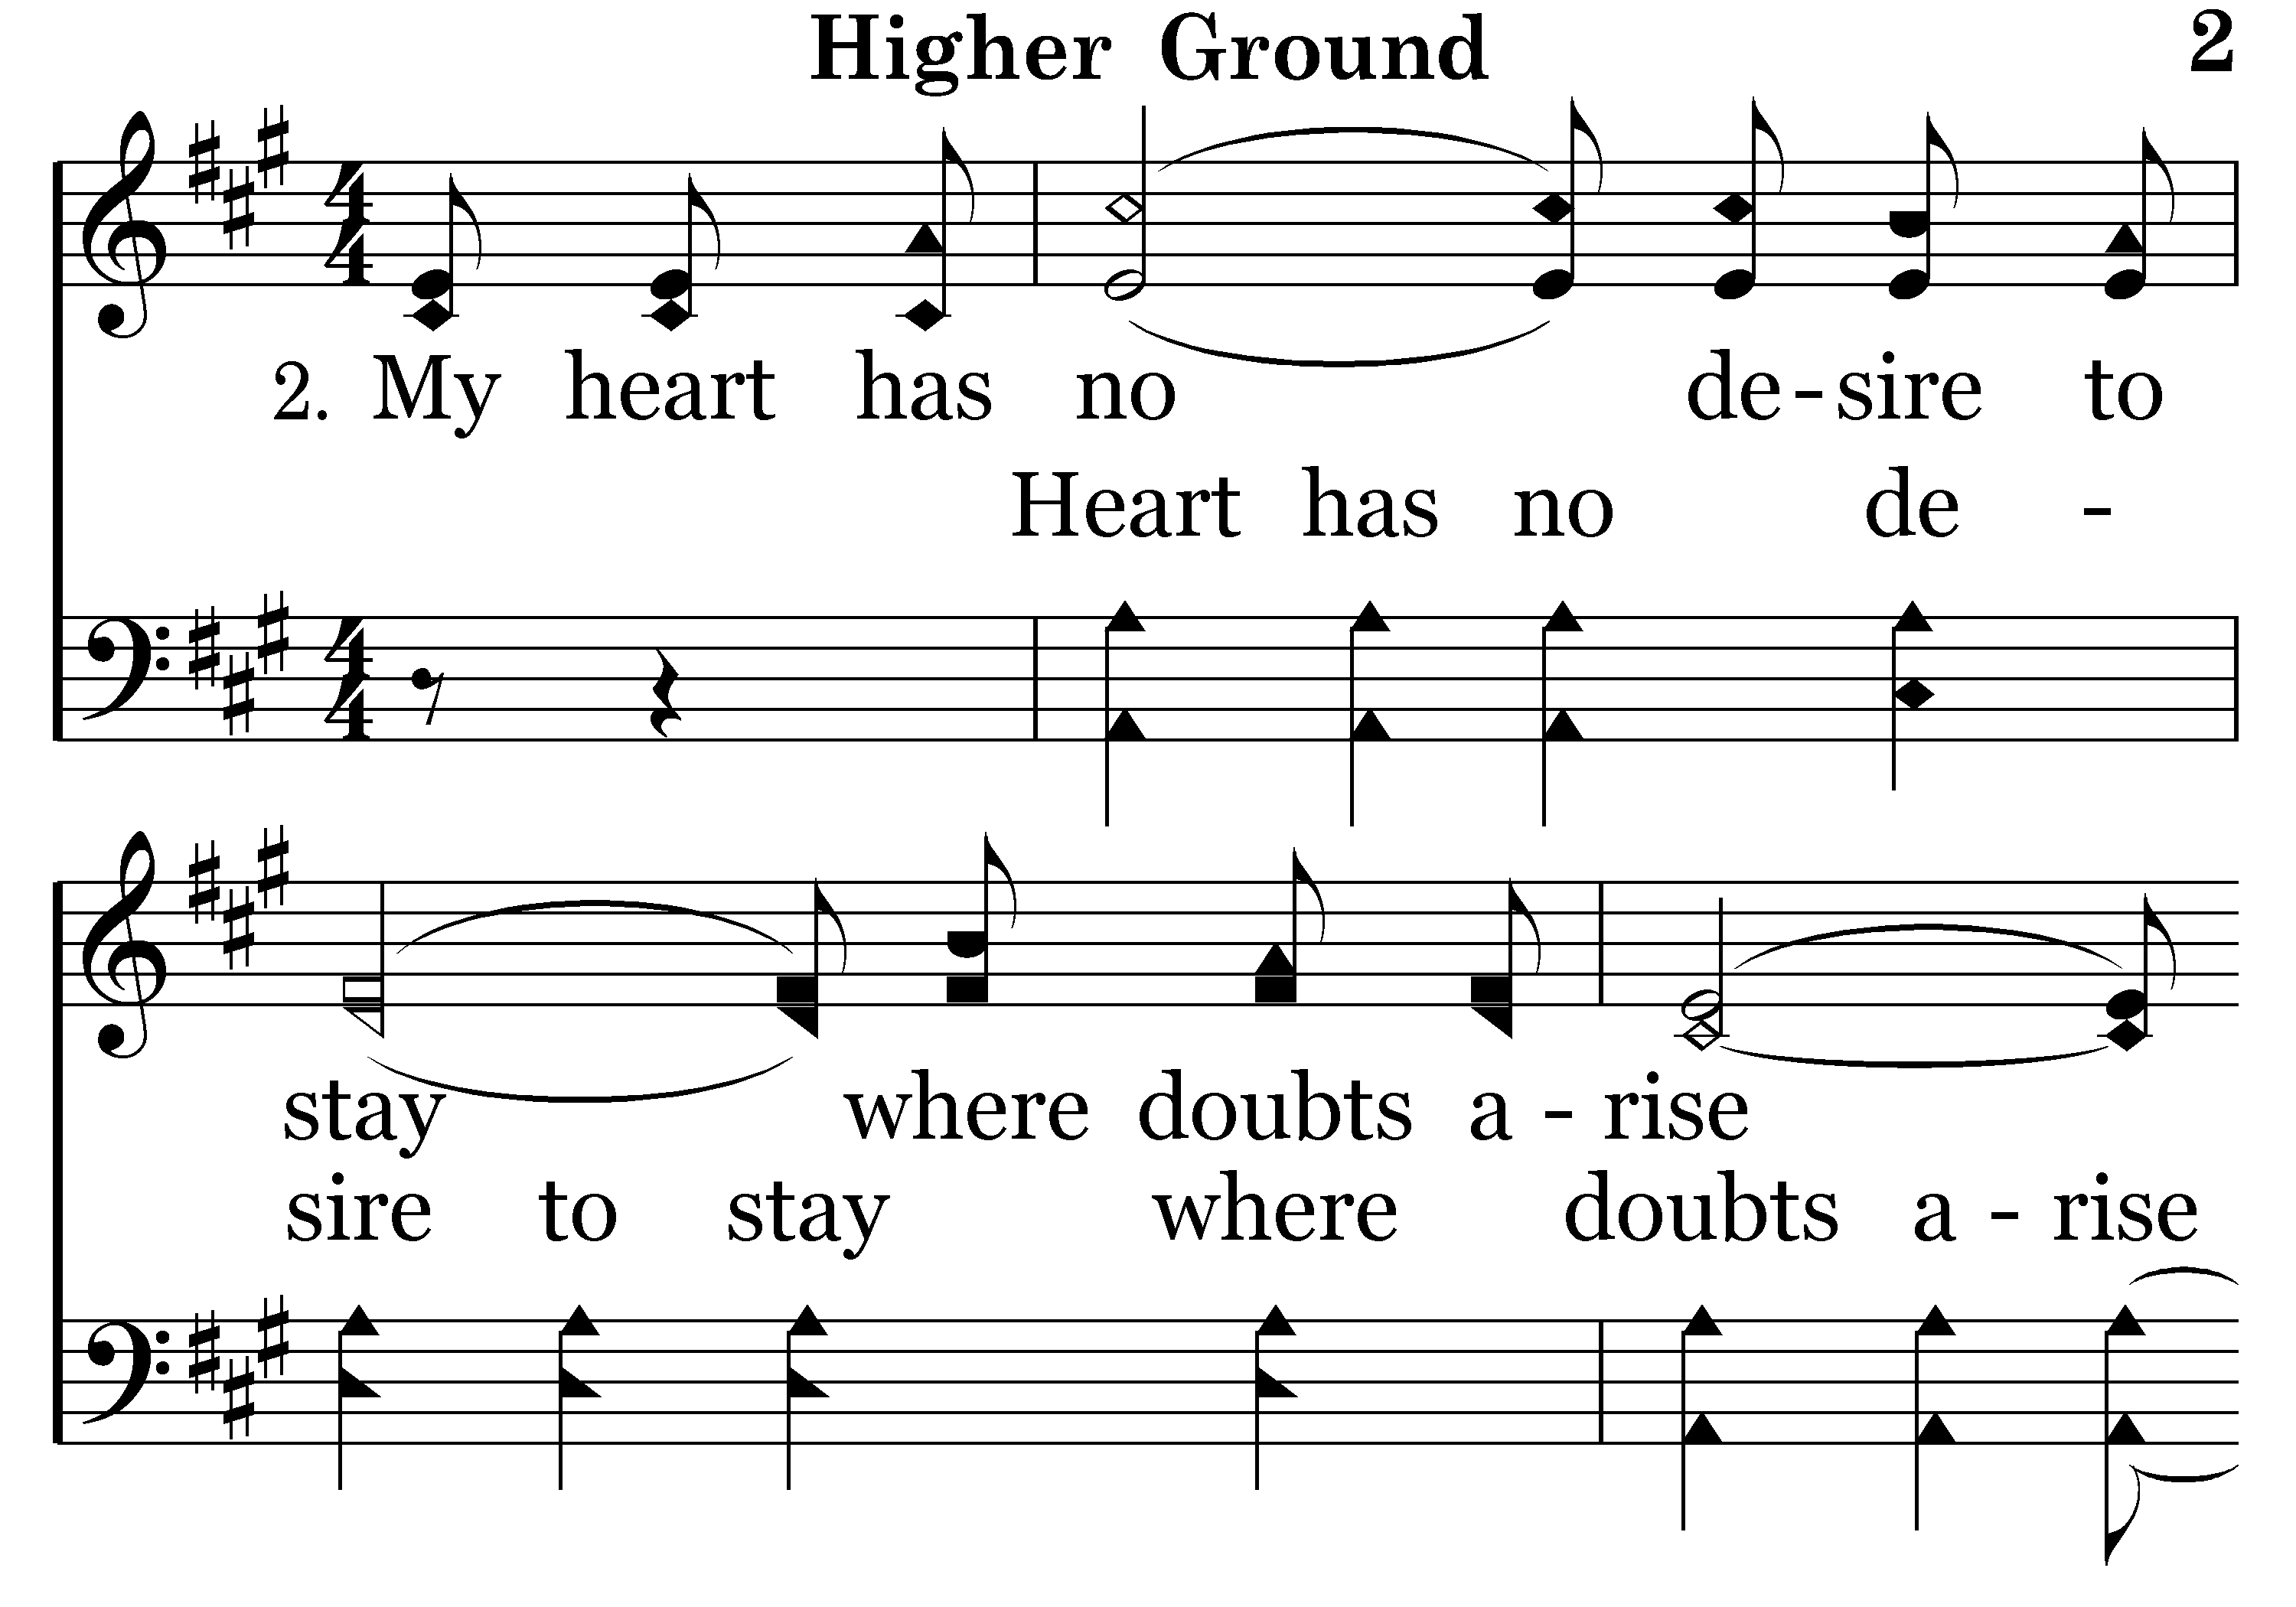 Higher Ground 2
2. My heart has no de-sire to
Heart has no de -
stay where doubts a - rise
sire to stay where doubts a - rise